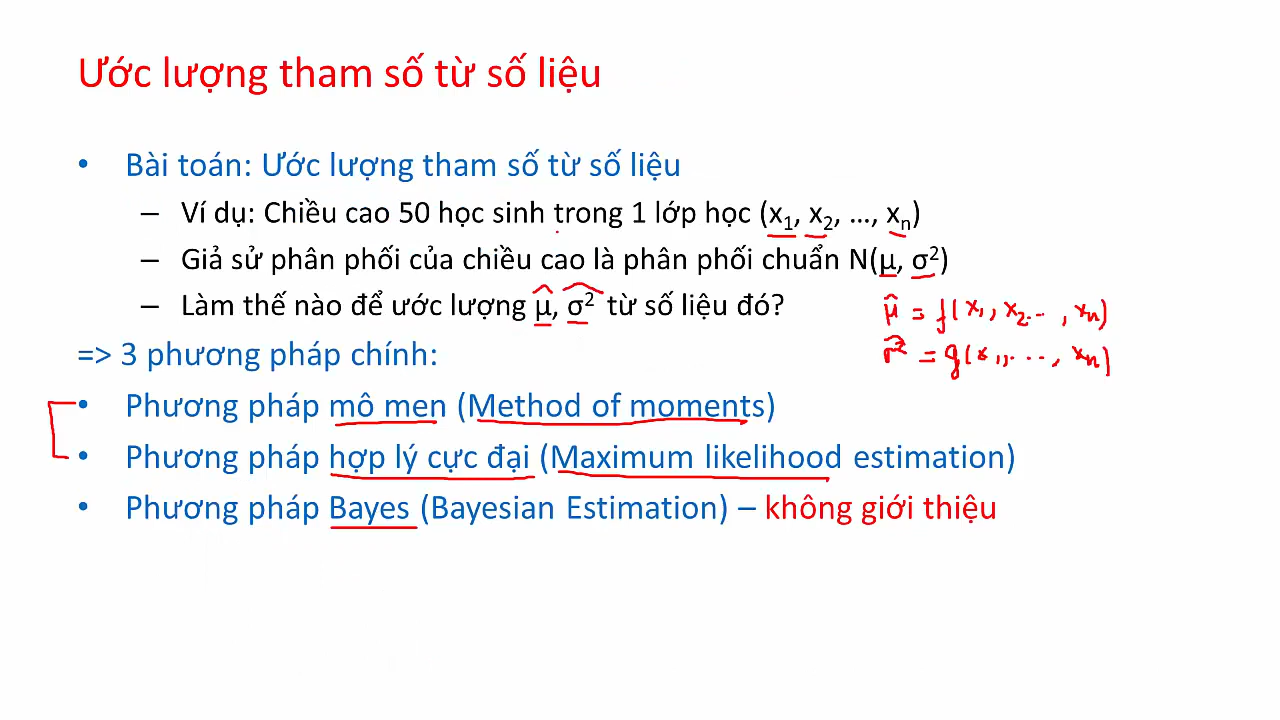 Ước lượng tham số từ số liệu
• Bài toán: Ước lượng tham số từ số liệu
– Ví dụ: Chiều cao 50 học sinh trong 1 lớp học (x₁, x₂, …, xₙ)
– Giả sử phân phối của chiều cao là phân phối chuẩn N(μ, σ²)
– Làm thế nào để ước lượng μ̂, σ̂² từ số liệu đó?
μ̂ = f(x₁, x₂..., xₙ)
σ̂² = g(x₁, ..., xₙ)
=> 3 phương pháp chính:
• Phương pháp mô men (Method of moments)
• Phương pháp hợp lý cực đại (Maximum likelihood estimation)
• Phương pháp Bayes (Bayesian Estimation) – không giới thiệu